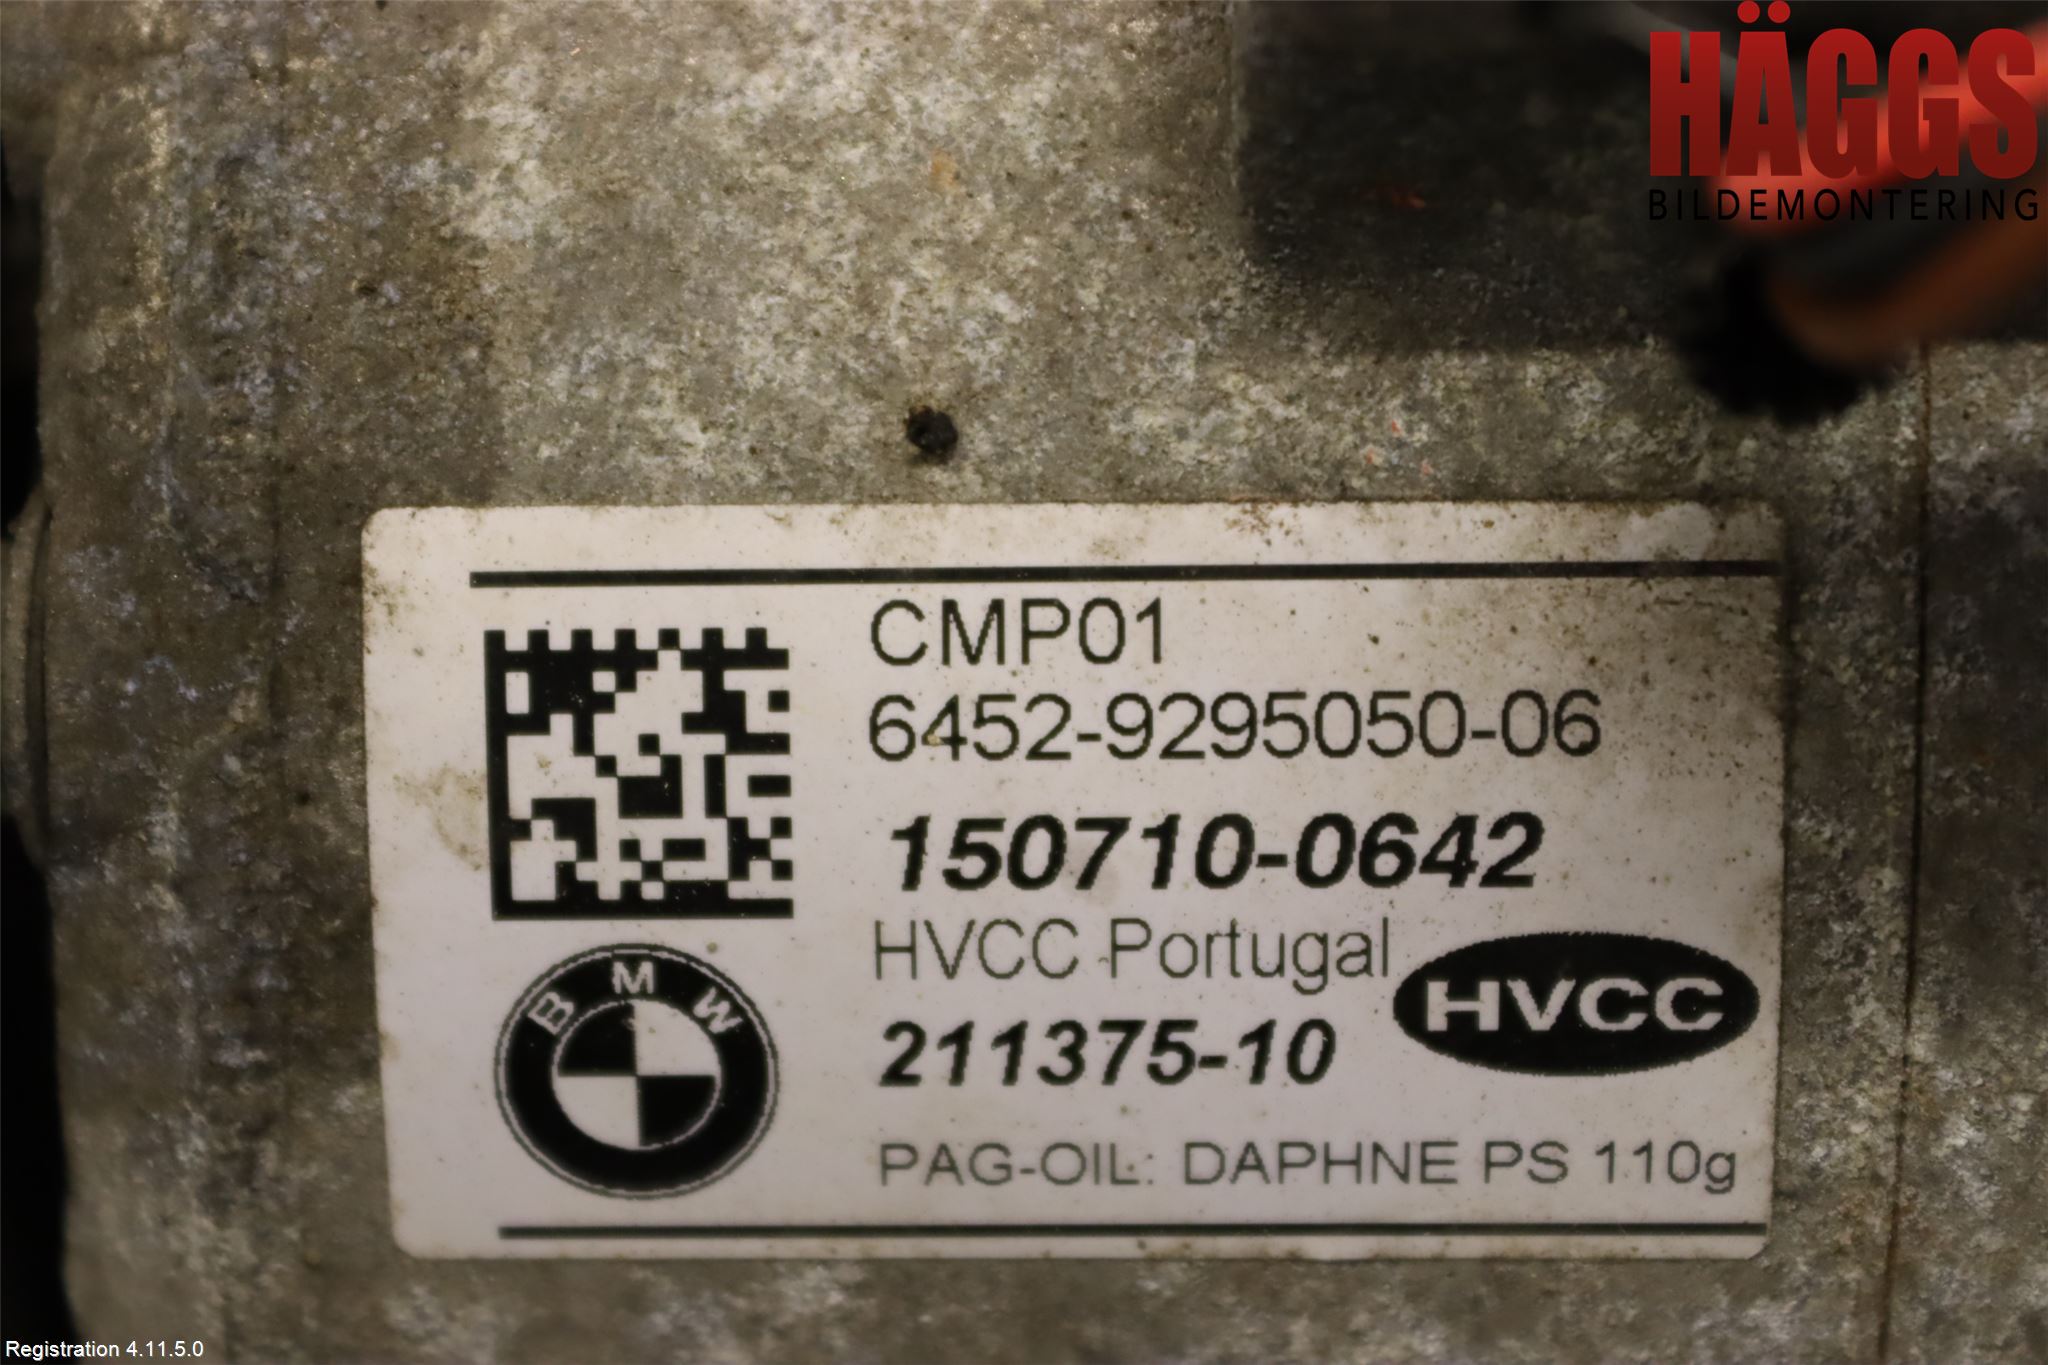 HÄGGS
BILDEMONTERING
CMP01
6452-9295050-06
150710-0642
HVCC Portugal
HVCC
211375-10
BMW
PAG-OIL: DAPHNE PS 110g
Registration 4.11.5.0